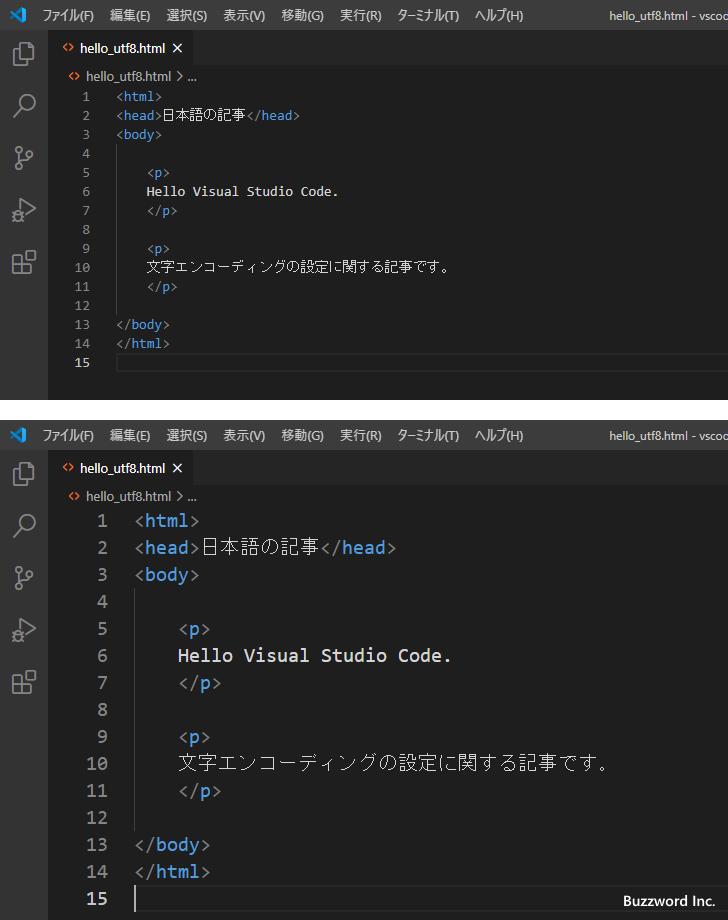 ファイル(F) 編集(E) 選択(S) 表示(V) 移動(G) 実行(R) ターミナル(T) ヘルプ(H) hello_utf8.html - vscod
<> hello_utf8.html ×
<> hello_utf8.html > ...
1 <html>
2 <head>日本語の記事</head>
3 <body>
4
5 <p>
6 Hello Visual Studio Code.
7 </p>
8
9 <p>
10 文字エンコーディングの設定に関する記事です。
11 </p>
12
13 </body>
14 </html>
15
ファイル(F) 編集(E) 選択(S) 表示(V) 移動(G) 実行(R) ターミナル(T) ヘルプ(H) hello_utf8.html - vscod
<> hello_utf8.html ×
<> hello_utf8.html > ...
1 <html>
2 <head>日本語の記事</head>
3 <body>
4
5 <p>
6 Hello Visual Studio Code.
7 </p>
8
9 <p>
10 文字エンコーディングの設定に関する記事です。
11 </p>
12
13 </body>
14 </html>
15
Buzzword Inc.